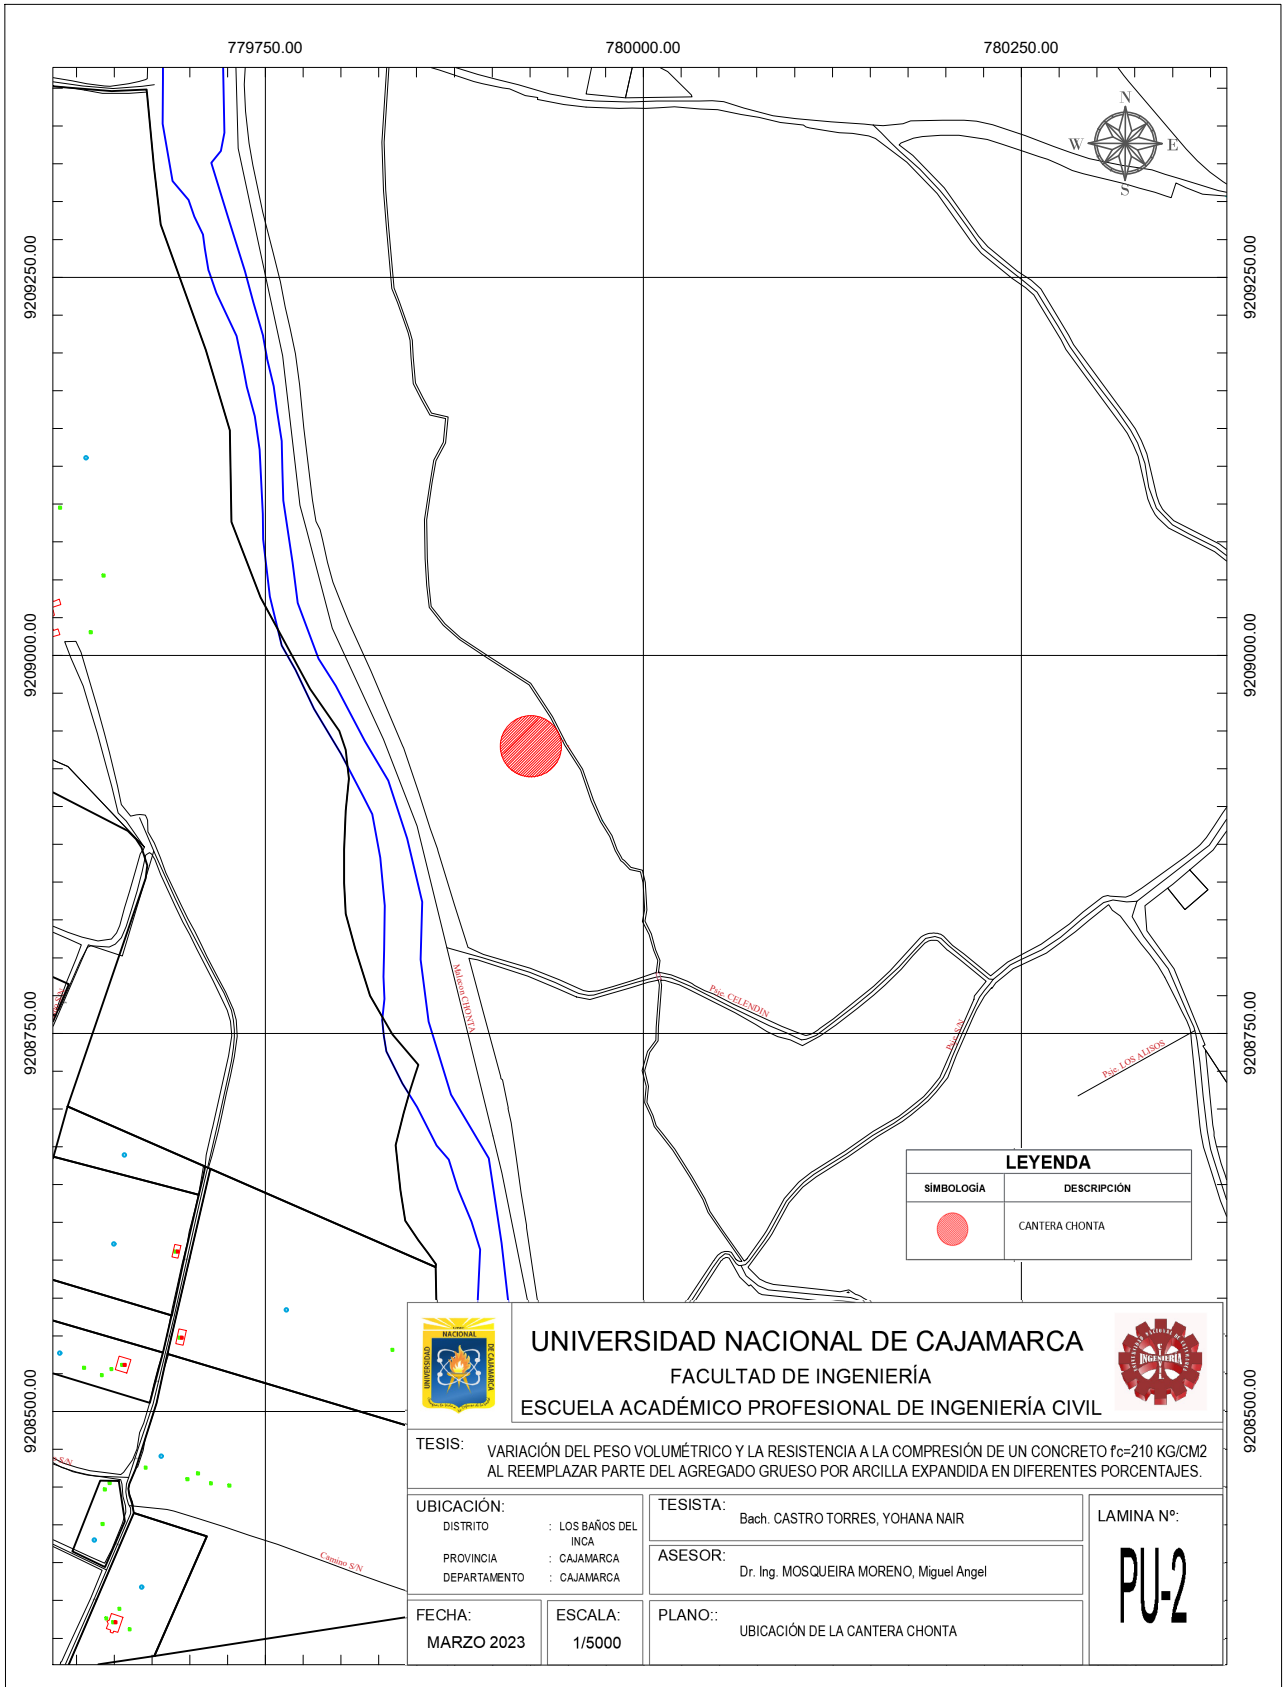 779750.00
780000.00
780250.00
N
W
E
S
9209250.00
9209250.00
9209000.00
9209000.00
9208750.00
9208750.00
9208500.00
9208500.00
Malecon CHONTA
Psje. CELENDIN
Psje. S/N
Psje. LOS ALISOS
S/N
Camino S/N
LEYENDA
SÍMBOLOGÍA
DESCRIPCIÓN
CANTERA CHONTA
NACIONAL
UNIVERSIDAD
DE CAJAMARCA
UNIVERSIDAD NACIONAL DE CAJAMARCA
FACULTAD DE INGENIERÍA
ESCUELA ACADÉMICO PROFESIONAL DE INGENIERÍA CIVIL
INGENIERIA
TESIS:
VARIACIÓN DEL PESO VOLUMÉTRICO Y LA RESISTENCIA A LA COMPRESIÓN DE UN CONCRETO f'c=210 KG/CM2
AL REEMPLAZAR PARTE DEL AGREGADO GRUESO POR ARCILLA EXPANDIDA EN DIFERENTES PORCENTAJES.
UBICACIÓN:
DISTRITO : LOS BAÑOS DEL
INCA
PROVINCIA : CAJAMARCA
DEPARTAMENTO : CAJAMARCA
TESISTA:
Bach. CASTRO TORRES, YOHANA NAIR
ASESOR:
Dr. Ing. MOSQUEIRA MORENO, Miguel Angel
LAMINA Nº:
PU-2
FECHA:
MARZO 2023
ESCALA:
1/5000
PLANO::
UBICACIÓN DE LA CANTERA CHONTA